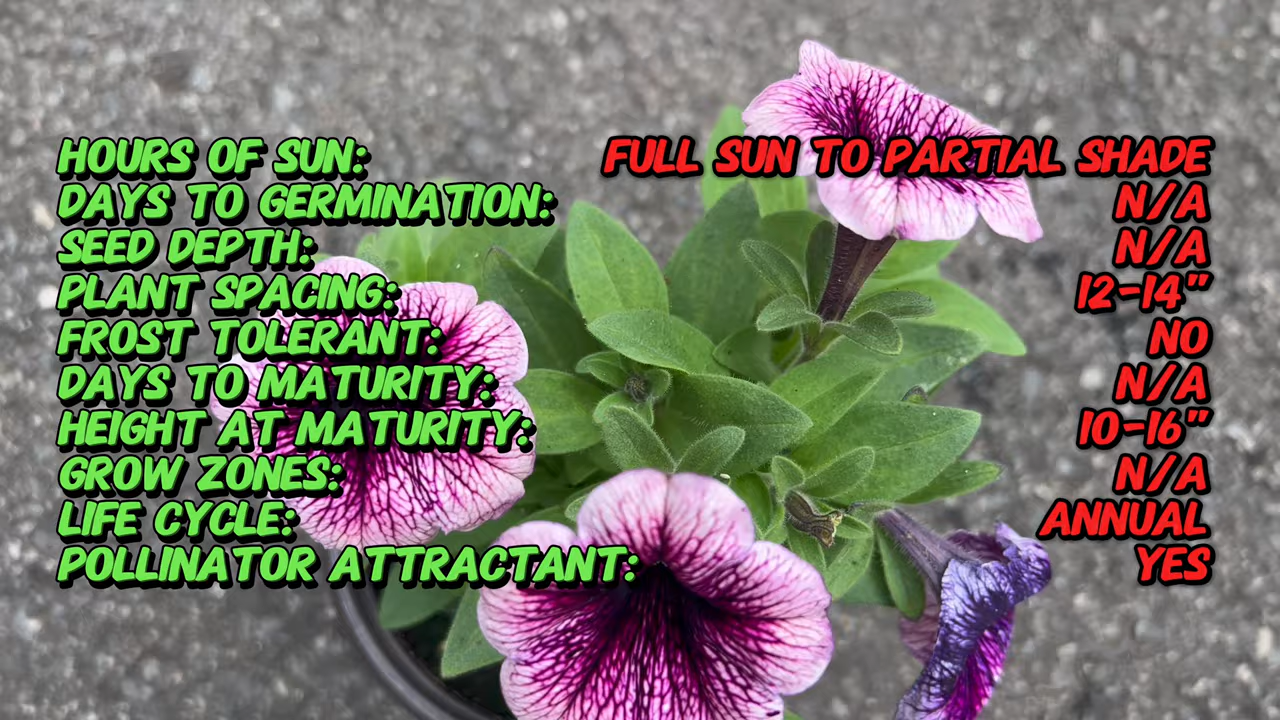 HOURS OF SUN: FULL SUN TO PARTIAL SHADE
DAYS TO GERMINATION: N/A
SEED DEPTH: N/A
PLANT SPACING: 12-14"
FROST TOLERANT: NO
DAYS TO MATURITY: N/A
HEIGHT AT MATURITY: 10-16"
GROW ZONES: N/A
LIFE CYCLE: ANNUAL
POLLINATOR ATTRACTANT: YES